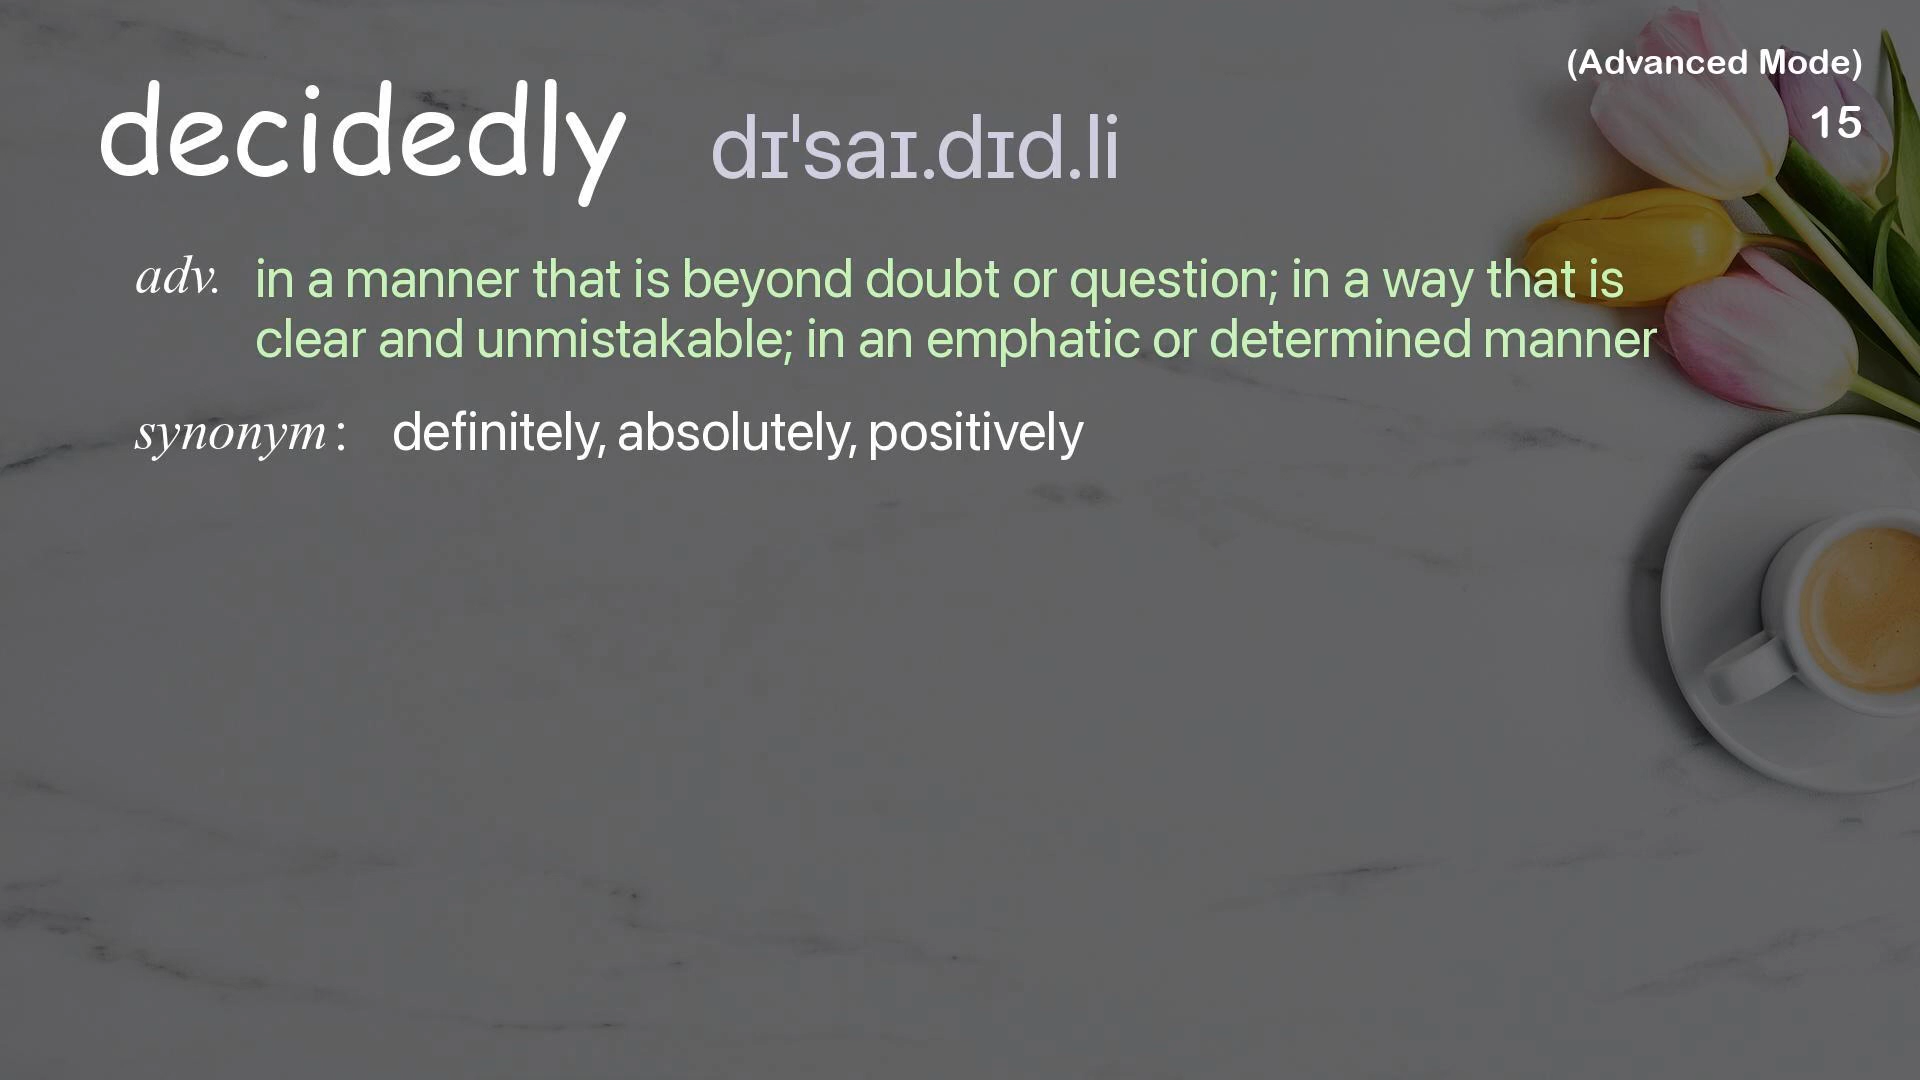 (Advanced Mode)
15
decidedly dɪˈsaɪ.dɪd.li
adv. in a manner that is beyond doubt or question; in a way that is
clear and unmistakable; in an emphatic or determined manner
synonym: definitely, absolutely, positively